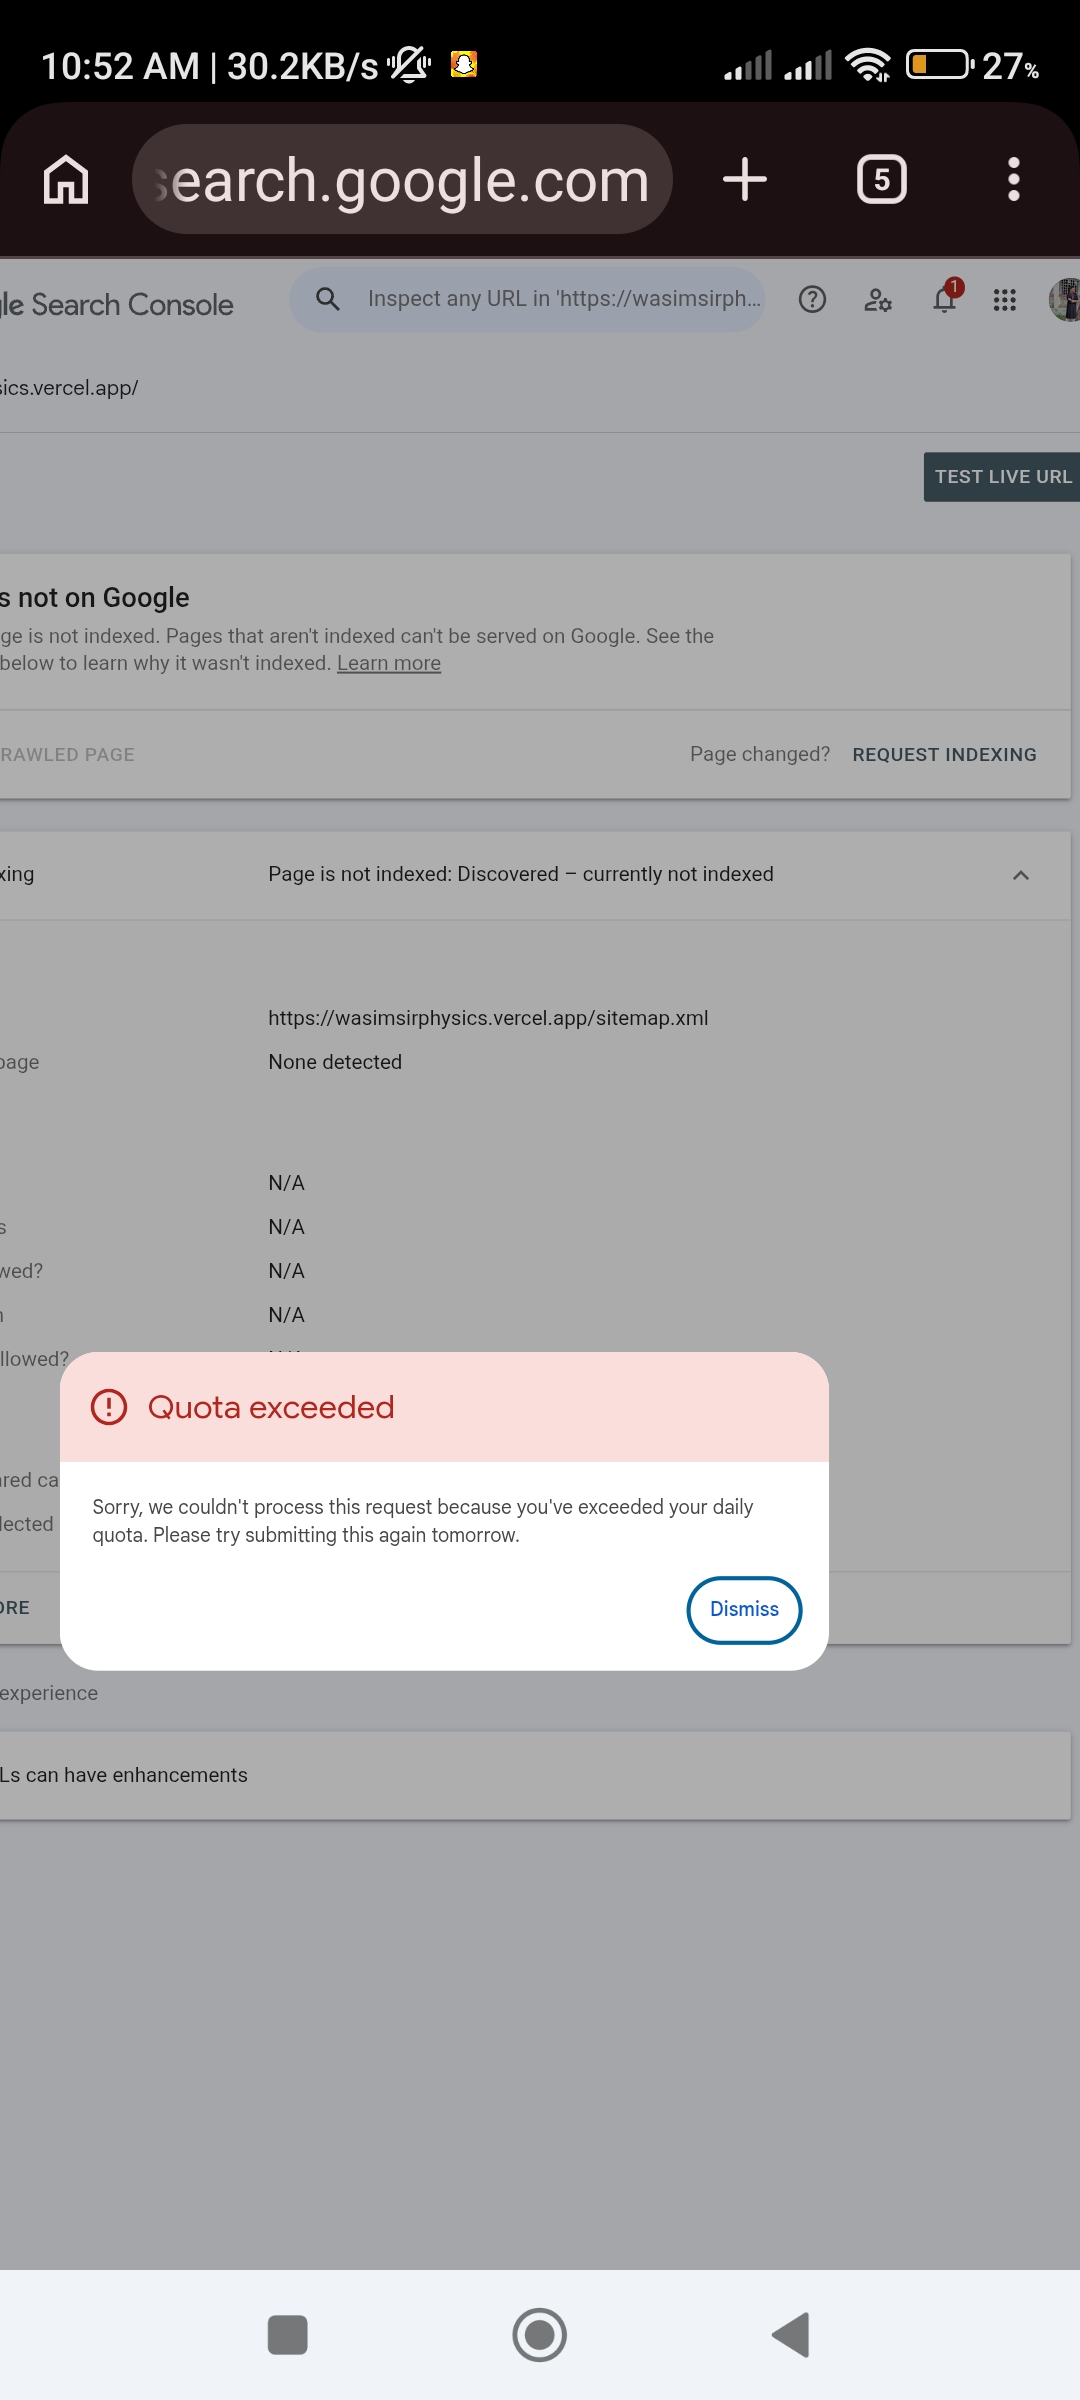 10:52 AM | 30.2KB/s
27%
search.google.com
5
gle Search Console
Inspect any URL in 'https://wasimsirph...
1
sics.vercel.app/
TEST LIVE URL
s not on Google
ge is not indexed. Pages that aren't indexed can't be served on Google. See the
below to learn why it wasn't indexed. Learn more
RAWLED PAGE
Page changed? REQUEST INDEXING
xing
Page is not indexed: Discovered – currently not indexed
https://wasimsirphysics.vercel.app/sitemap.xml
page
None detected
N/A
s
N/A
wed?
N/A
n
N/A
llowed?
Quota exceeded
ared ca
Sorry, we couldn't process this request because you've exceeded your daily
quota. Please try submitting this again tomorrow.
lected
Dismiss
ORE
experience
Ls can have enhancements